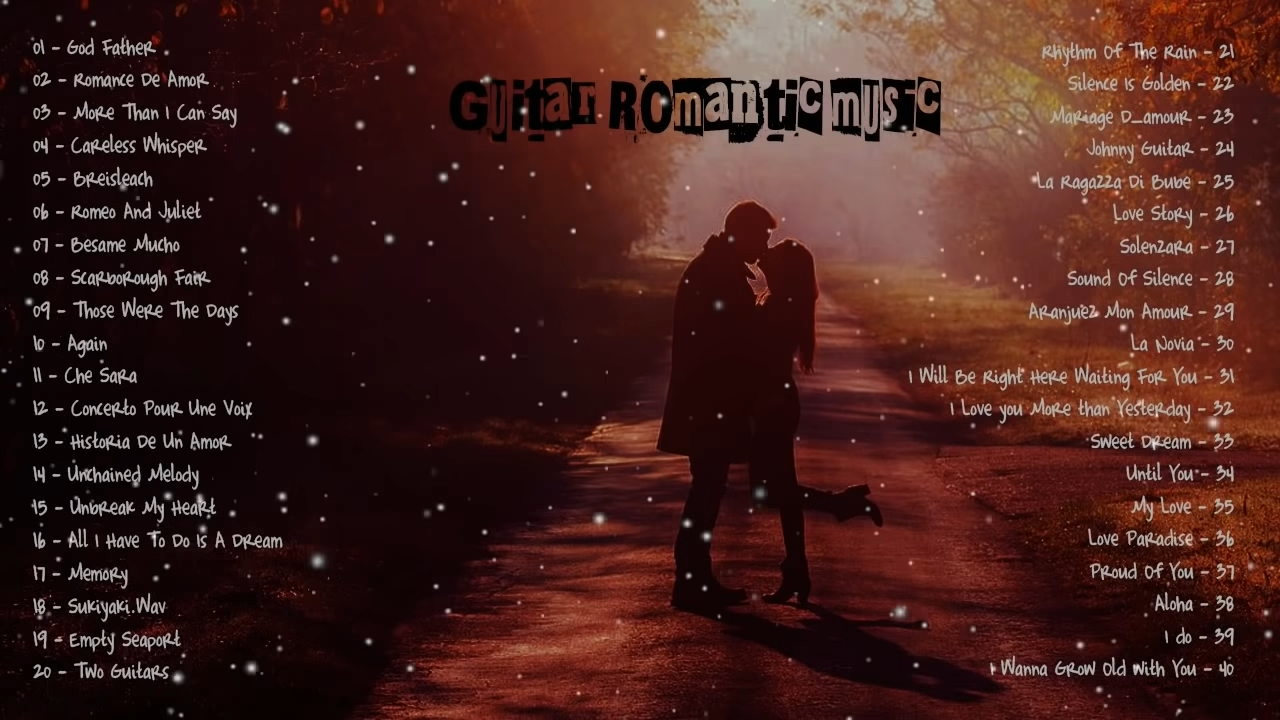 Guitar Romantic music
01 - God Father
02 - Romance De Amor
03 - More Than I Can Say
04 - Careless Whisper
05 - Breisleach
06 - Romeo And Juliet
07 - Besame Mucho
08 - Scarborough Fair
09 - Those Were The Days
10 - Again
11 - Che Sara
12 - Concerto Pour Une Voix
13 - Historia De Un Amor
14 - Unchained Melody
15 - Unbreak My Heart
16 - All I Have To Do Is A Dream
17 - Memory
18 - Sukiyaki.Wav
19 - Empty Seaport
20 - Two Guitars
Rhythm Of The Rain - 21
Silence Is Golden - 22
Mariage D_amour - 23
Johnny Guitar - 24
La Ragazza Di Bube - 25
Love Story - 26
Solenzara - 27
Sound Of Silence - 28
Aranjuez Mon Amour - 29
La Novia - 30
I Will Be Right Here Waiting For You - 31
I Love you More than Yesterday - 32
Sweet Dream - 33
Until You - 34
My Love - 35
Love Paradise - 36
Proud Of You - 37
Aloha - 38
I do - 39
I Wanna Grow Old With You - 40